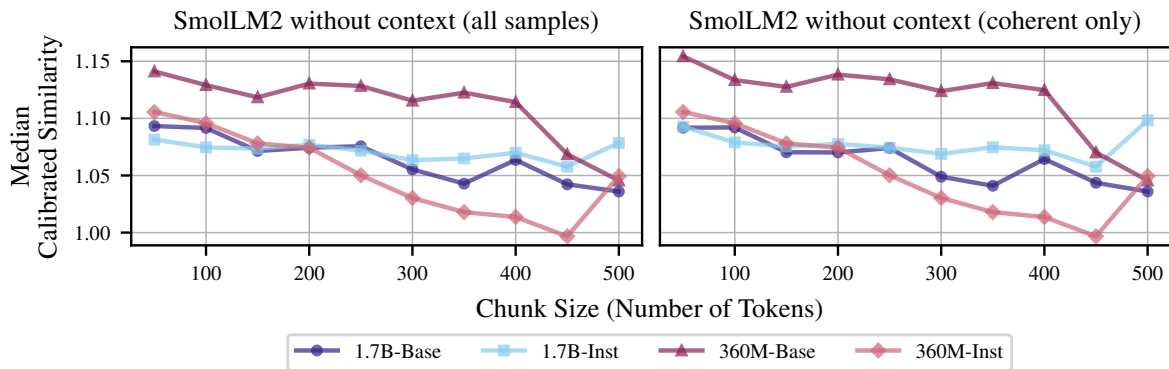 SmolLM2 without context (all samples)
SmolLM2 without context (coherent only)
Median
Calibrated Similarity
1.15
1.10
1.05
1.00
100 200 300 400 500
100 200 300 400 500
Chunk Size (Number of Tokens)
1.7B-Base 1.7B-Inst 360M-Base 360M-Inst